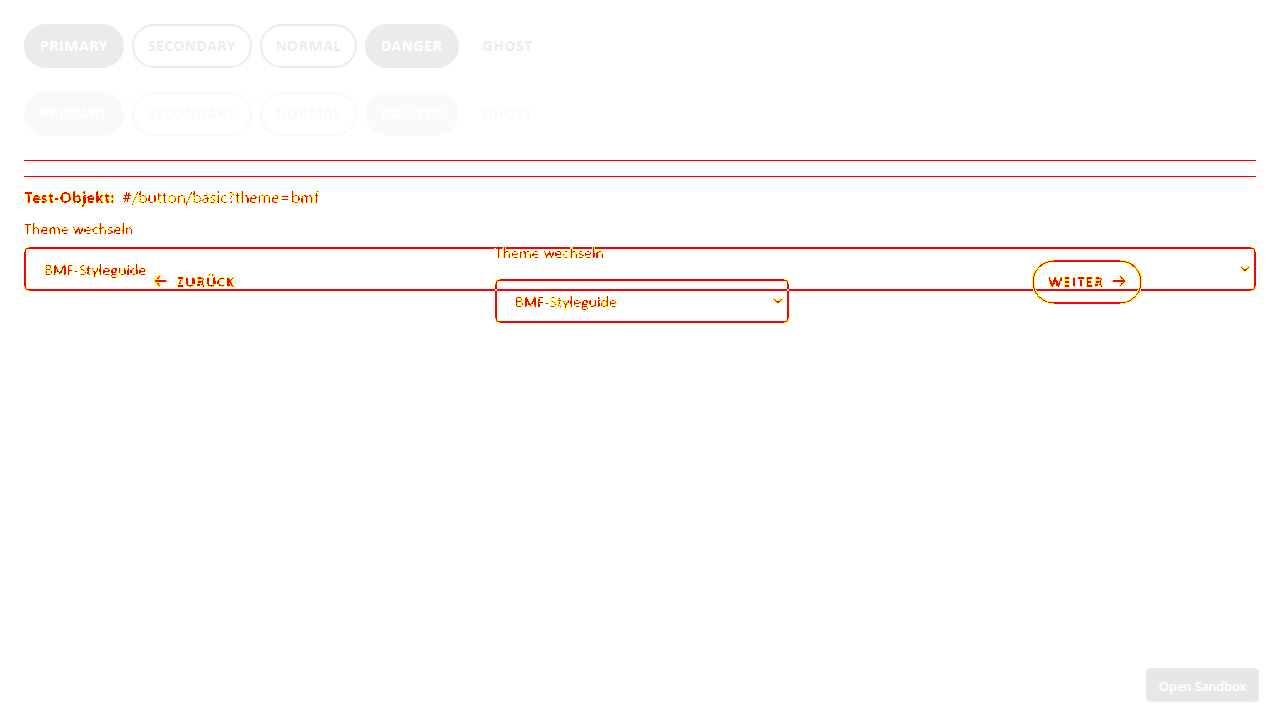 PRIMARY SECONDARY NORMAL DANGER GHOST
PRIMARY SECONDARY NORMAL DANGER GHOST
Test-Objekt: #/button/basic?theme=bmf
Theme wechseln
Theme wechseln
BMF-Styleguide
← ZURÜCK
WEITER →
BMF-Styleguide
Open Sandbox